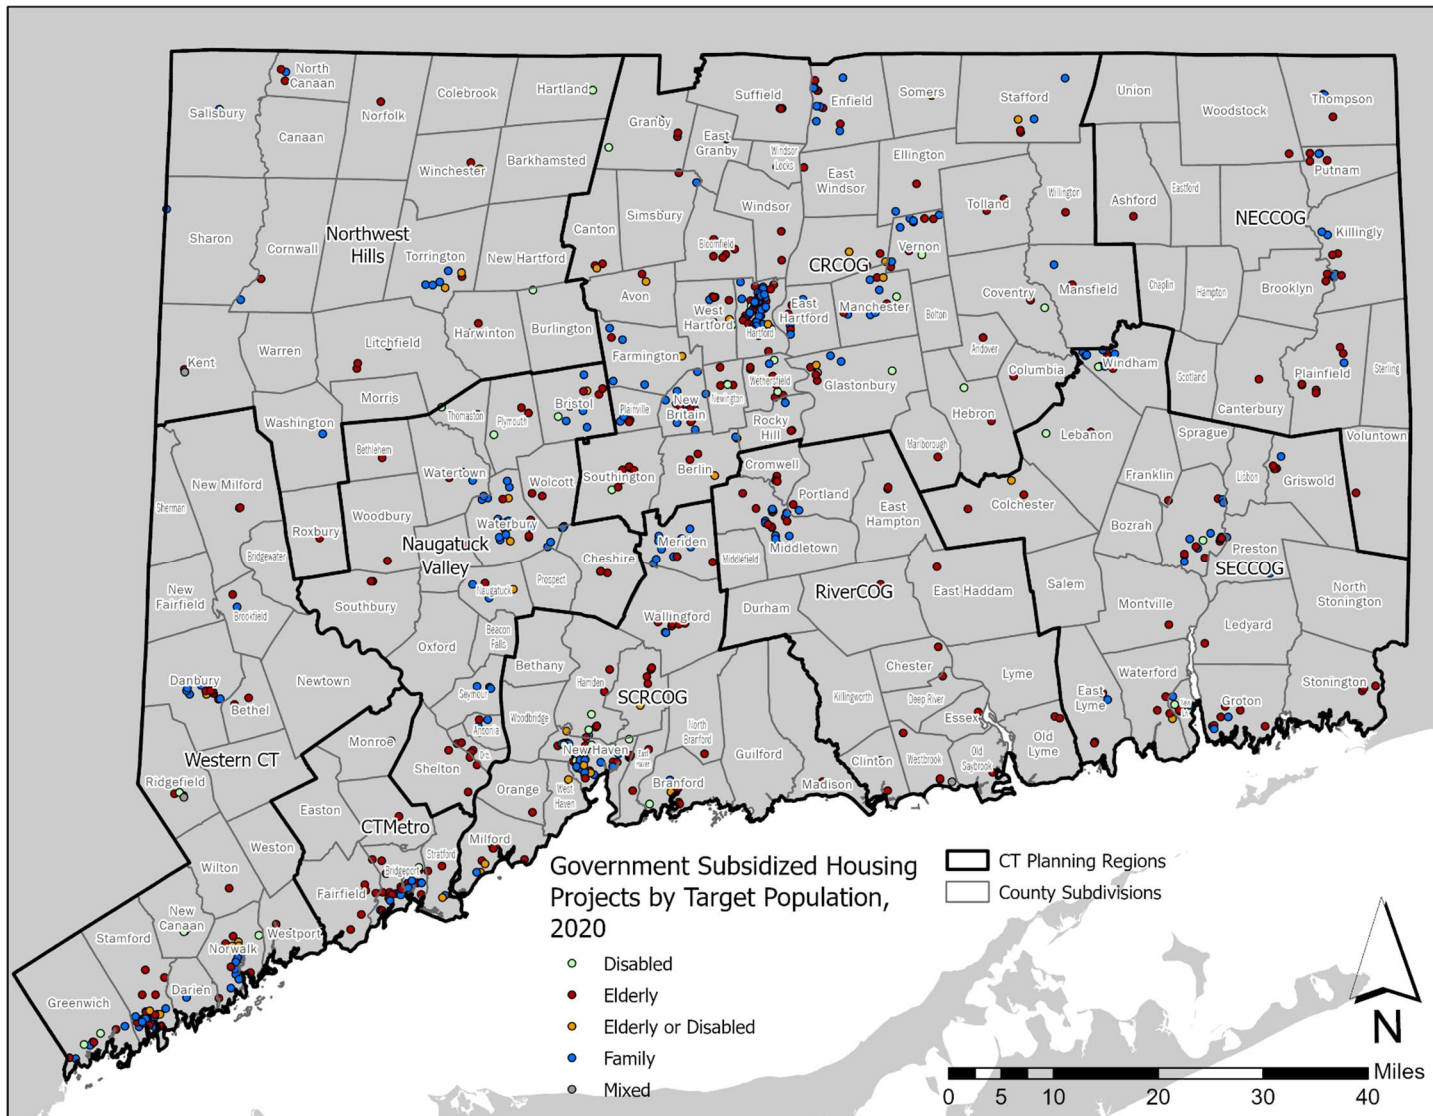 North
Canaan
Salisbury
Canaan
Norfolk
Colebrook
Hartland
Suffield
Enfield
Somers
Stafford
Union
Woodstock
Thompson
Granby
East
Granby
Windsor
Locks
Winchester
Barkhamsted
Ellington
East
Windsor
Putnam
Eastford
Ashford
Willington
Tolland
Windsor
Simsbury
Canton
Sharon
Cornwall
Northwest
Hills
Torrington
New Hartford
Bloomfield
Vernon
NECCOG
Killingly
CRCOG
Avon
West
Hartford
Hartford
East
Hartford
Manchester
Bolton
Coventry
Mansfield
Chaplin
Hampton
Brooklyn
Kent
Warren
Litchfield
Harwinton
Burlington
Farmington
Andover
Columbia
Windham
Scotland
Canterbury
Plainfield
Sterling
Morris
Washington
Thomaston
Plymouth
Bristol
Plainville
New
Britain
Newington
Wethersfield
Rocky
Hill
Glastonbury
Hebron
Marlborough
Lebanon
Sprague
Voluntown
Bethlehem
Watertown
Wolcott
Southington
Berlin
Cromwell
Portland
East
Hampton
Colchester
Franklin
Lisbon
Griswold
New Milford
Sherman
Roxbury
Woodbury
Waterbury
Bozrah
Bridgewater
Naugatuck
Valley
Cheshire
Meriden
Middletown
Middlefield
Preston
SECCOG
New
Fairfield
Brookfield
Southbury
Naugatuck
Prospect
Wallingford
Durham
RiverCOG
East Haddam
Salem
Montville
North
Stonington
Oxford
Beacon
Falls
Bethany
Ledyard
Danbury
Bethel
Newtown
Seymour
Hamden
SCRCOG
Woodbridge
North
Branford
Guilford
Killingworth
Chester
Deep River
Lyme
Essex
Waterford
East
Lyme
Groton
Stonington
Monroe
Ansonia
Shelton
New Haven
Western CT
Ridgefield
Orange
West
Haven
Branford
Madison
Clinton
Westbrook
Old
Saybrook
Old
Lyme
Easton
CTMetro
Weston
Wilton
Stratford
Milford
Bridgeport
Fairfield
New
Canaan
Westport
Norwalk
Stamford
Darien
Greenwich
Government Subsidized Housing
Projects by Target Population,
2020
Disabled
Elderly
Elderly or Disabled
Family
Mixed
CT Planning Regions
County Subdivisions
N
Miles
0 5 10 20 30 40